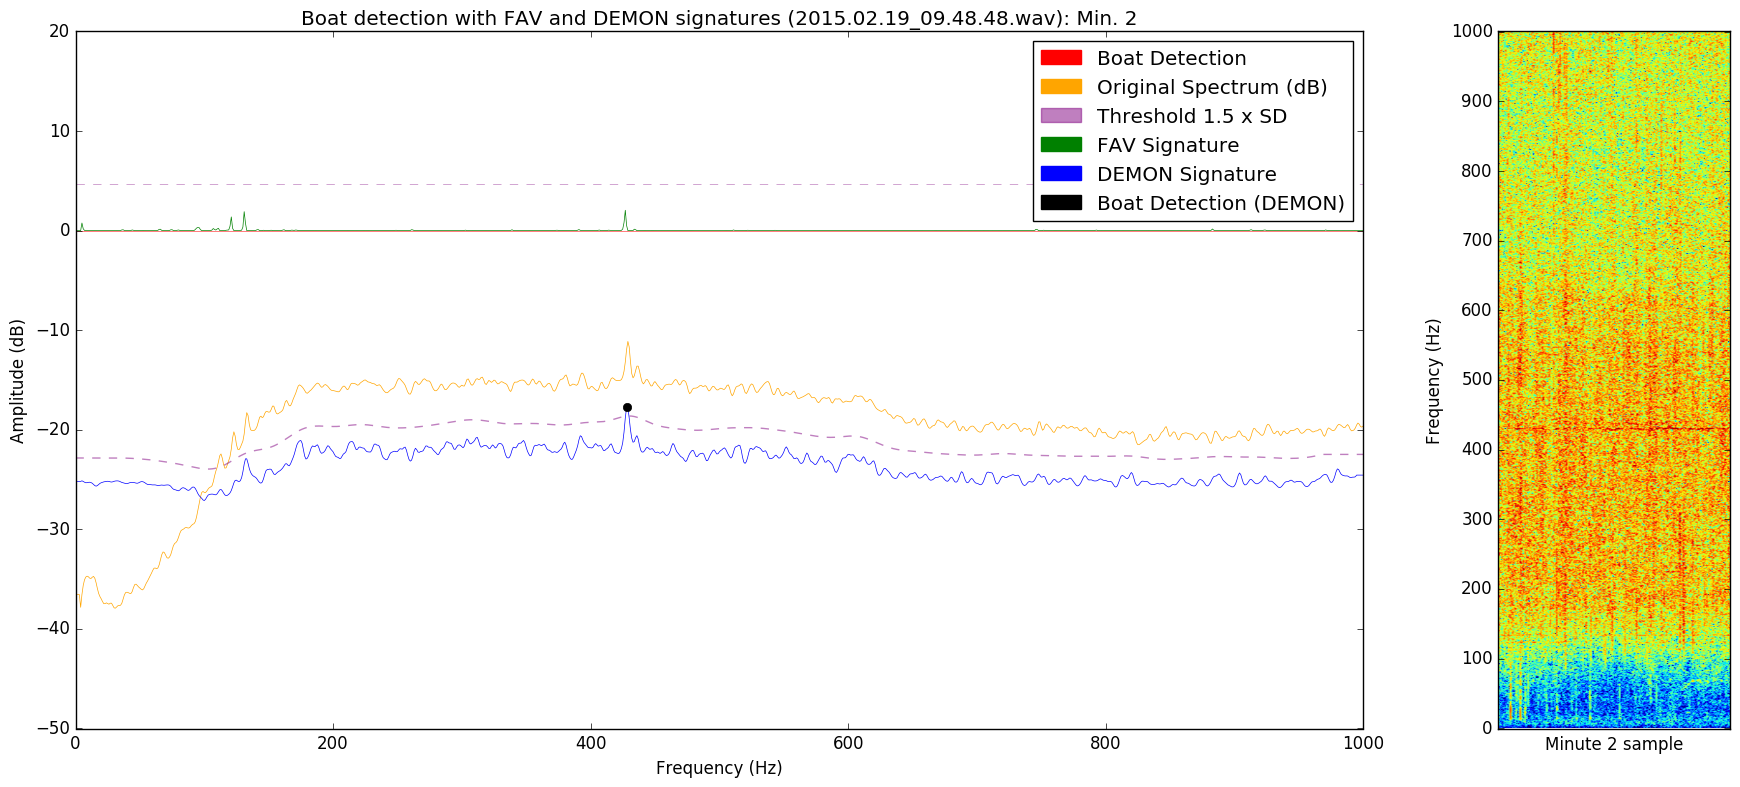 Boat detection with FAV and DEMON signatures (2015.02.19_09.48.48.wav): Min. 2
Boat Detection
Original Spectrum (dB)
Threshold 1.5 x SD
FAV Signature
DEMON Signature
Boat Detection (DEMON)
Amplitude (dB)
20
10
0
−10
−20
−30
−40
−50
0
200
400
600
800
1000
Frequency (Hz)
Frequency (Hz)
1000
900
800
700
600
500
400
300
200
100
0
Minute 2 sample